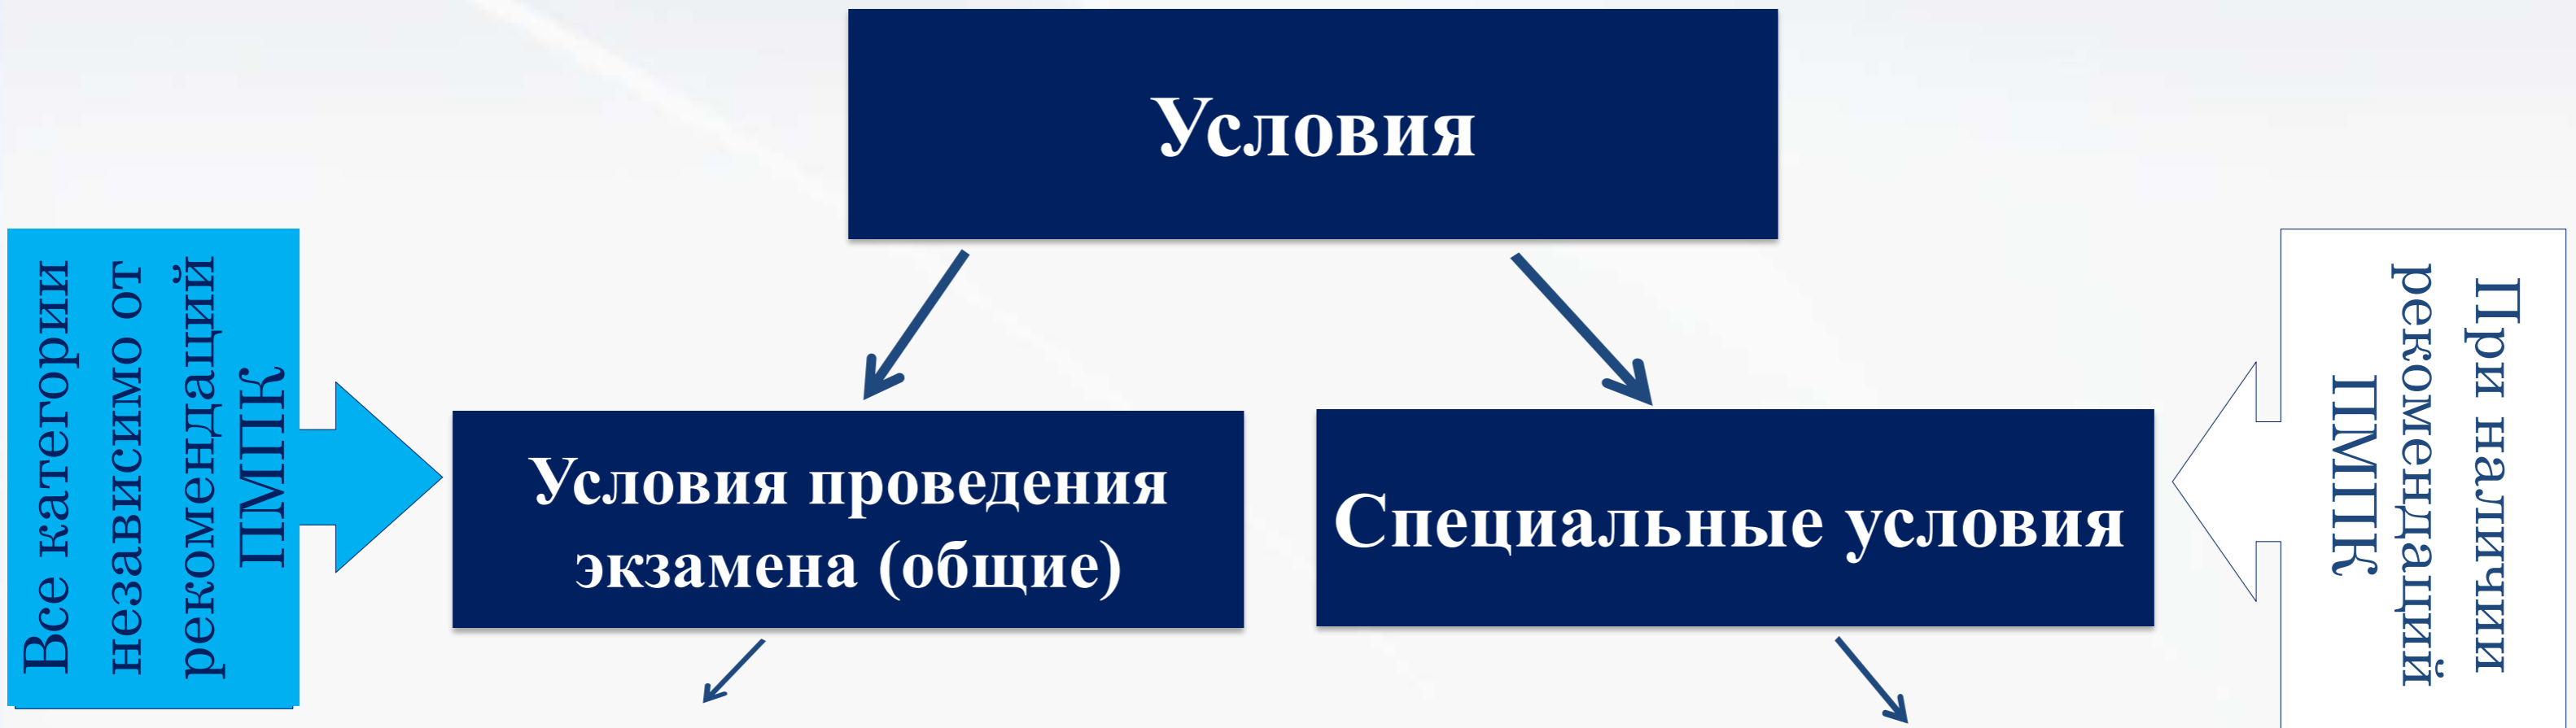 Условия
Все категории
независимо от
рекомендаций
ПМПК
Условия проведения
экзамена (общие)
Специальные условия
При наличии
рекомендаций
ПМПК